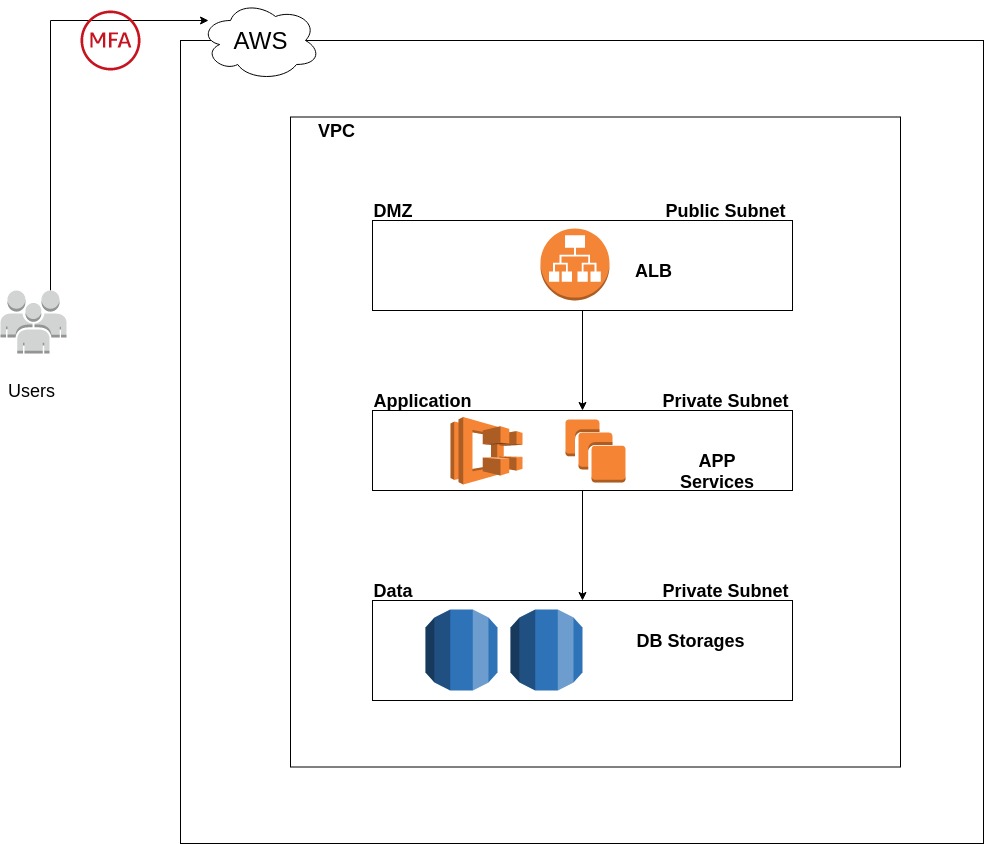 MFA
AWS
VPC
DMZ
Public Subnet
ALB
Users
Application
Private Subnet
APP
Services
Data
Private Subnet
DB Storages